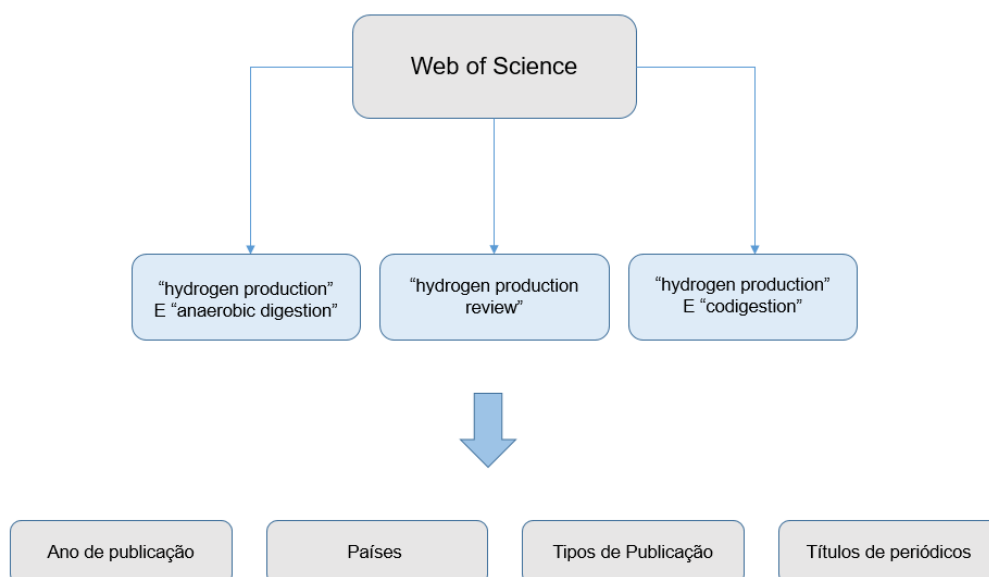 Web of Science
“hydrogen production”
E “anaerobic digestion”
“hydrogen production
review”
“hydrogen production”
E “codigestion”
Ano de publicação
Países
Tipos de Publicação
Títulos de periódicos